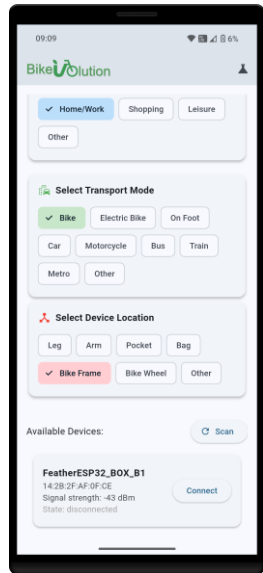 09:09 6%
BikeVolution
Home/Work Shopping Leisure
Other
Select Transport Mode
Bike Electric Bike On Foot
Car Motorcycle Bus Train
Metro Other
Select Device Location
Leg Arm Pocket Bag
Bike Frame Bike Wheel Other
Available Devices: Scan
FeatherESP32_BOX_B1
14:2B:2F:AF:0F:CE
Signal strength: -43 dBm
State: disconnected
Connect